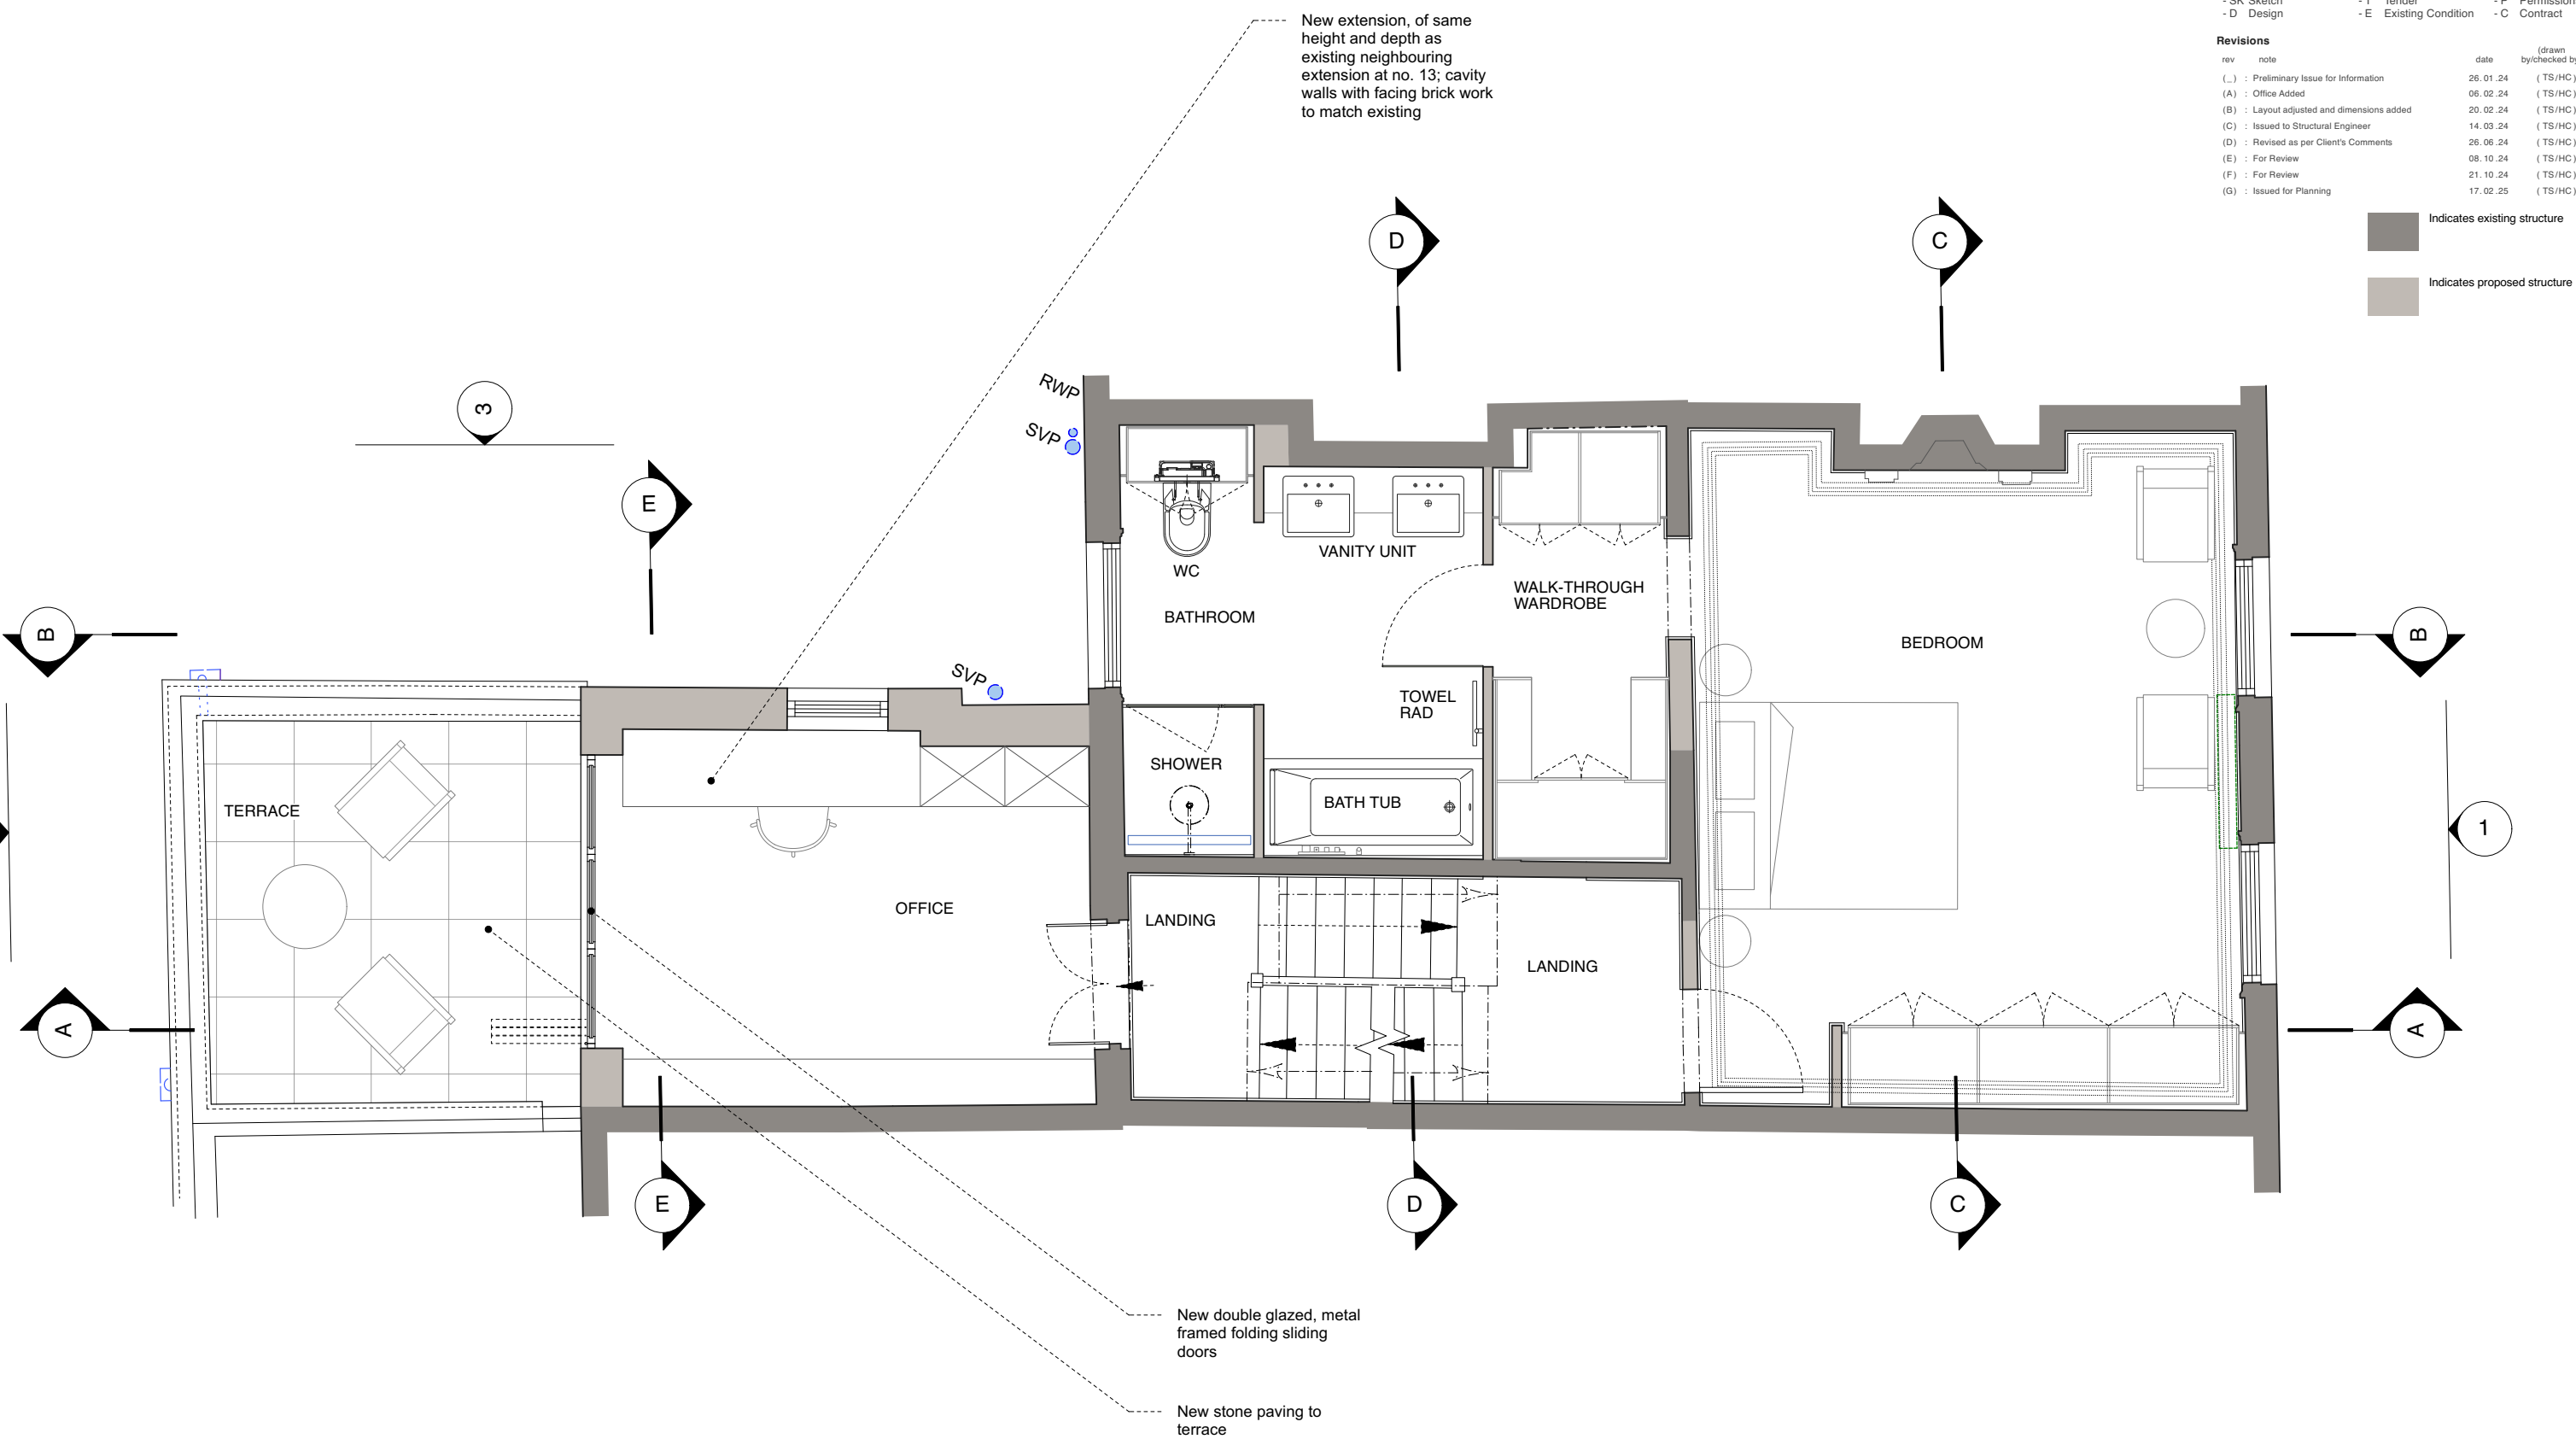 - SK Sketch - T Tender - P Permission
- D Design - E Existing Condition - C Contract
Revisions
rev note date (drawn by/checked by
(_) : Preliminary Issue for Information 26.01.24 (TS/HC)
(A) : Office Added 06.02.24 (TS/HC)
(B) : Layout adjusted and dimensions added 20.02.24 (TS/HC)
(C) : Issued to Structural Engineer 14.03.24 (TS/HC)
(D) : Revised as per Client's Comments 26.06.24 (TS/HC)
(E) : For Review 08.10.24 (TS/HC)
(F) : For Review 21.10.24 (TS/HC)
(G) : Issued for Planning 17.02.25 (TS/HC)
Indicates existing structure
Indicates proposed structure
New extension, of same
height and depth as
existing neighbouring
extension at no. 13; cavity
walls with facing brick work
to match existing
D
C
3
RWP
SVP
E
VANITY UNIT
WC
WALK-THROUGH
WARDROBE
BATHROOM
B
B
BEDROOM
SVP
TOWEL
RAD
SHOWER
BATH TUB
TERRACE
1
OFFICE
LANDING
LANDING
A
A
E
D
C
New double glazed, metal
framed folding sliding
doors
New stone paving to
terrace